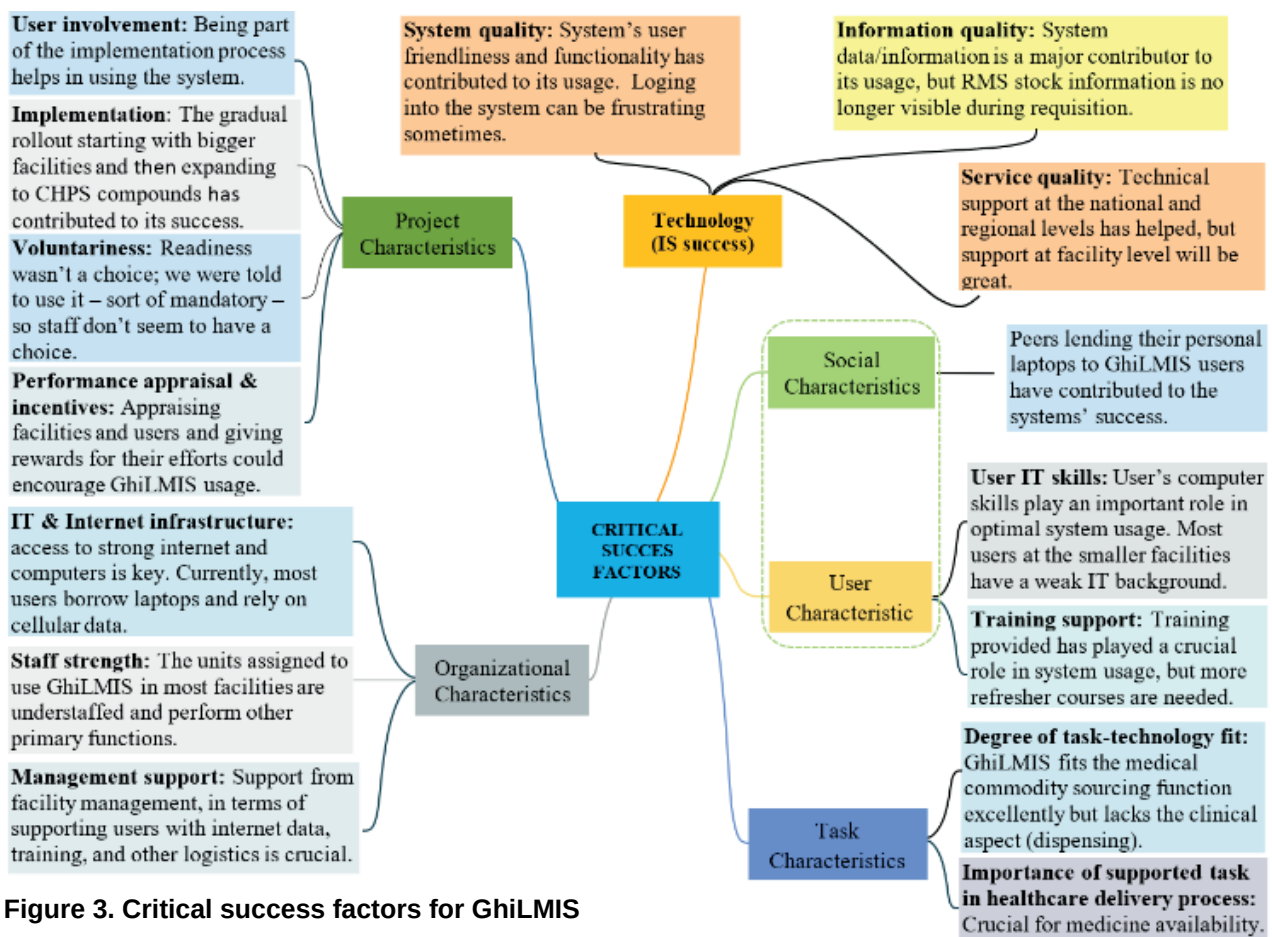 User involvement: Being part
of the implementation process
helps in using the system.
Implementation: The gradual
rollout starting with bigger
facilities and then expanding
to CHPS compounds has
contributed to its success.
Voluntariness: Readiness
wasn't a choice; we were told
to use it – sort of mandatory –
so staff don't seem to have a
choice.
Performance appraisal &
incentives: Appraising
facilities and users and giving
rewards for their efforts could
encourage GhiLMIS usage.
Project
Characteristics
System quality: System's user
friendliness and functionality has
contributed to its usage. Loging
into the system can be frustrating
sometimes.
Information quality: System
data/information is a major contributor to
its usage, but RMS stock information is no
longer visible during requisition.
Service quality: Technical
support at the national and
regional levels has helped, but
support at facility level will be
great.
Technology
(IS success)
Social
Characteristics
Peers lending their personal
laptops to GhiLMIS users
have contributed to the
systems' success.
CRITICAL
SUCCES
FACTORS
User
Characteristic
User IT skills: User's computer
skills play an important role in
optimal system usage. Most
users at the smaller facilities
have a weak IT background.
Training support: Training
provided has played a crucial
role in system usage, but more
refresher courses are needed.
IT & Internet infrastructure:
access to strong internet and
computers is key. Currently, most
users borrow laptops and rely on
cellular data.
Staff strength: The units assigned to
use GhiLMIS in most facilities are
understaffed and perform other
primary functions.
Management support: Support from
facility management, in terms of
supporting users with internet data,
training, and other logistics is crucial.
Organizational
Characteristics
Task
Characteristics
Degree of task-technology fit:
GhiLMIS fits the medical
commodity sourcing function
excellently but lacks the clinical
aspect (dispensing).
Importance of supported task
in healthcare delivery process:
Crucial for medicine availability.
Figure 3. Critical success factors for GhiLMIS